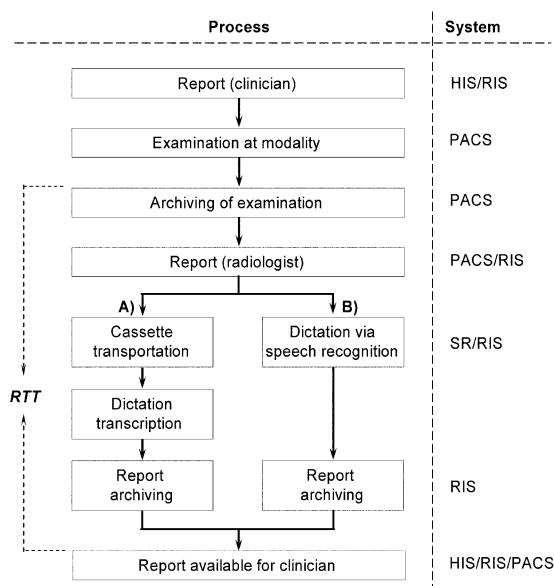 Process System
Report (clinician) HIS/RIS
Examination at modality PACS
Archiving of examination PACS
Report (radiologist) PACS/RIS
A) B)
Cassette
transportation
Dictation via
speech recognition
SR/RIS
Dictation
transcription
RTT
Report
archiving
Report
archiving
RIS
Report available for clinician HIS/RIS/PACS